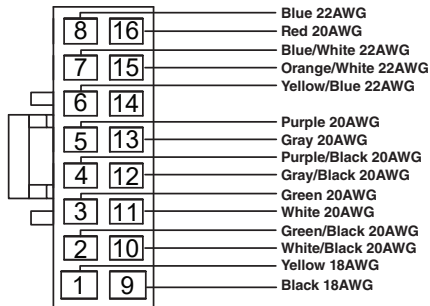 8 16 Blue 22AWG
Red 20AWG
7 15 Blue/White 22AWG
Orange/White 22AWG
6 14 Yellow/Blue 22AWG
5 13 Purple 20AWG
Gray 20AWG
4 12 Purple/Black 20AWG
Gray/Black 20AWG
3 11 Green 20AWG
White 20AWG
2 10 Green/Black 20AWG
White/Black 20AWG
1 9 Yellow 18AWG
Black 18AWG